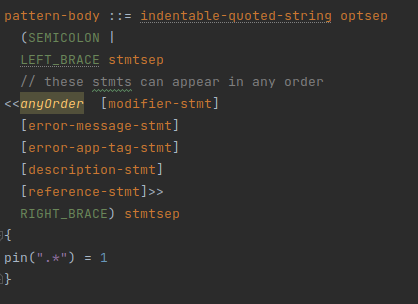 pattern-body ::= indentable-quoted-string optsep
(SEMICOLON |
LEFT_BRACE stmtsep
// these stmts can appear in any order
<<anyOrder [modifier-stmt]
[error-message-stmt]
[error-app-tag-stmt]
[description-stmt]
[reference-stmt]>>
RIGHT_BRACE) stmtsep
{
pin(".*") = 1
}